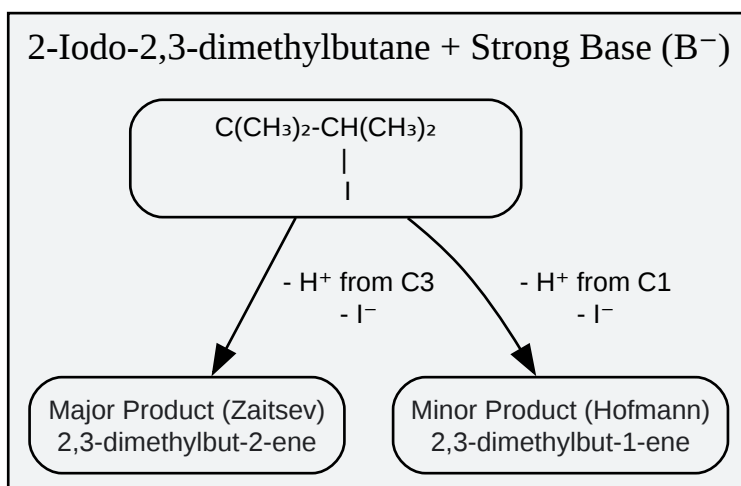 2-Iodo-2,3-dimethylbutane + Strong Base (B⁻)
C(CH₃)₂-CH(CH₃)₂
|
I
- H⁺ from C3
- I⁻
- H⁺ from C1
- I⁻
Major Product (Zaitsev)
2,3-dimethylbut-2-ene
Minor Product (Hofmann)
2,3-dimethylbut-1-ene